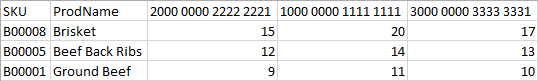 SKU ProdName 2000 0000 2222 2221 1000 0000 1111 1111 3000 0000 3333 3331
B00008 Brisket 15 20 17
B00005 Beef Back Ribs 12 14 13
B00001 Ground Beef 9 11 10